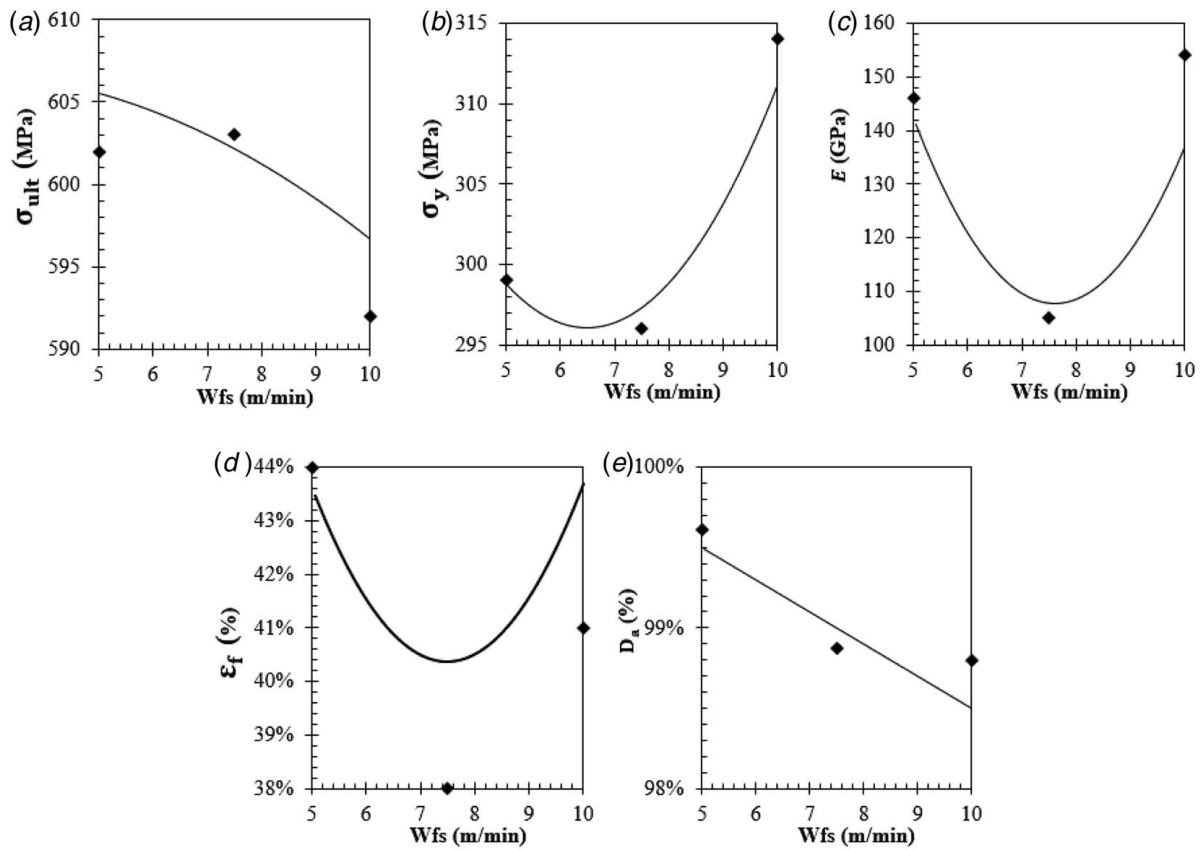 (a)
610
605
600
595
590
σult (MPa)
5 6 7 8 9 10
Wfs (m/min)
(b)
315
310
305
300
295
σy (MPa)
5 6 7 8 9 10
Wfs (m/min)
(c)
160
150
140
130
120
110
100
E (GPa)
5 6 7 8 9 10
Wfs (m/min)
(d)
44%
43%
42%
41%
40%
39%
38%
εf (%)
5 6 7 8 9 10
Wfs (m/min)
(e)
100%
99%
98%
Da (%)
5 6 7 8 9 10
Wfs (m/min)